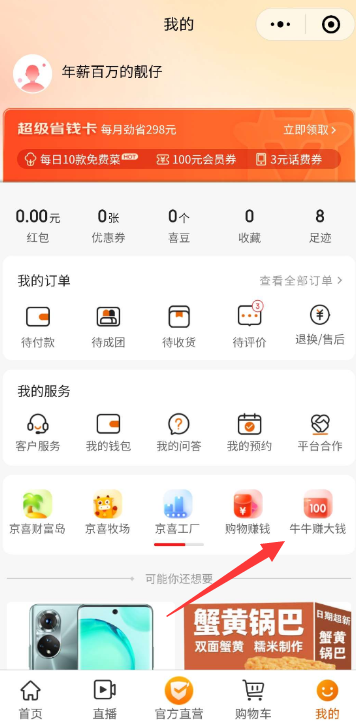 我的
年薪百万的靓仔
超级省钱卡 每月劲省298元 立即领取
每日10款免费菜 HOT 100元会员券 3元话费券
0.00元 0张 0个 0 8
红包 优惠券 喜豆 收藏 足迹
我的订单 查看全部订单
3
待付款 待成团 待收货 待评价 退换/售后
我的服务
客户服务 我的钱包 我的问答 我的预约 平台合作
100
京喜财富岛 京喜牧场 京喜工厂 购物赚钱 牛牛赚大钱
可能你还想要
蟹黄锅巴 日期超新
双面蟹黄 糯米制作
首页 直播 官方直营 购物车 我的